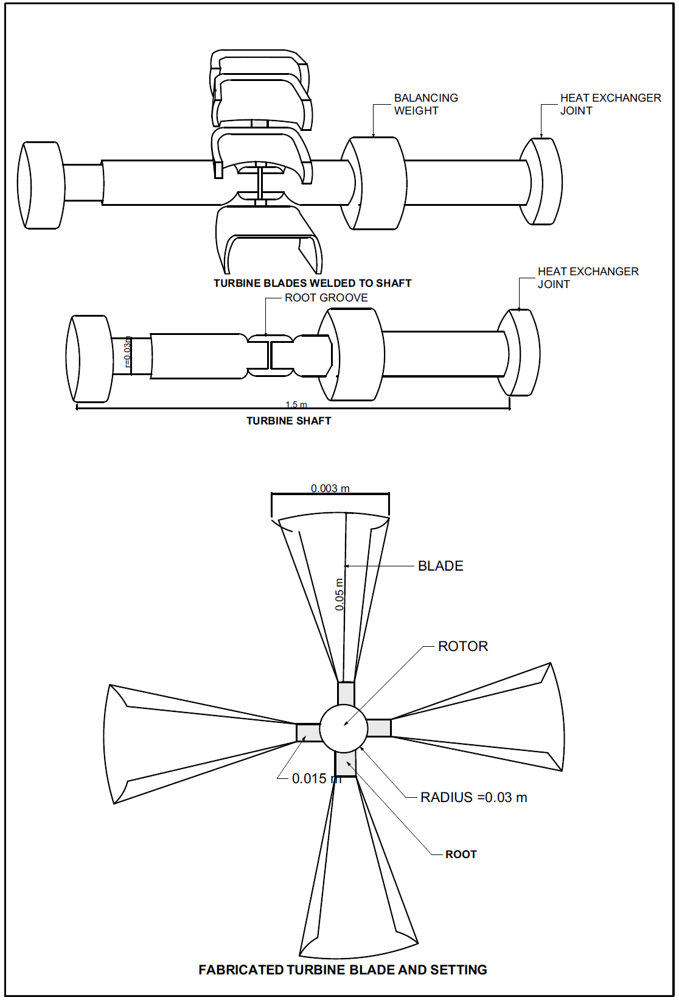 BALANCING
WEIGHT
HEAT EXCHANGER
JOINT
TURBINE BLADES WELDED TO SHAFT
HEAT EXCHANGER
JOINT
ROOT GROOVE
r=0.03m
1.5 m
TURBINE SHAFT
0.003 m
BLADE
0.05 m
ROTOR
0.015 m
RADIUS =0.03 m
ROOT
FABRICATED TURBINE BLADE AND SETTING